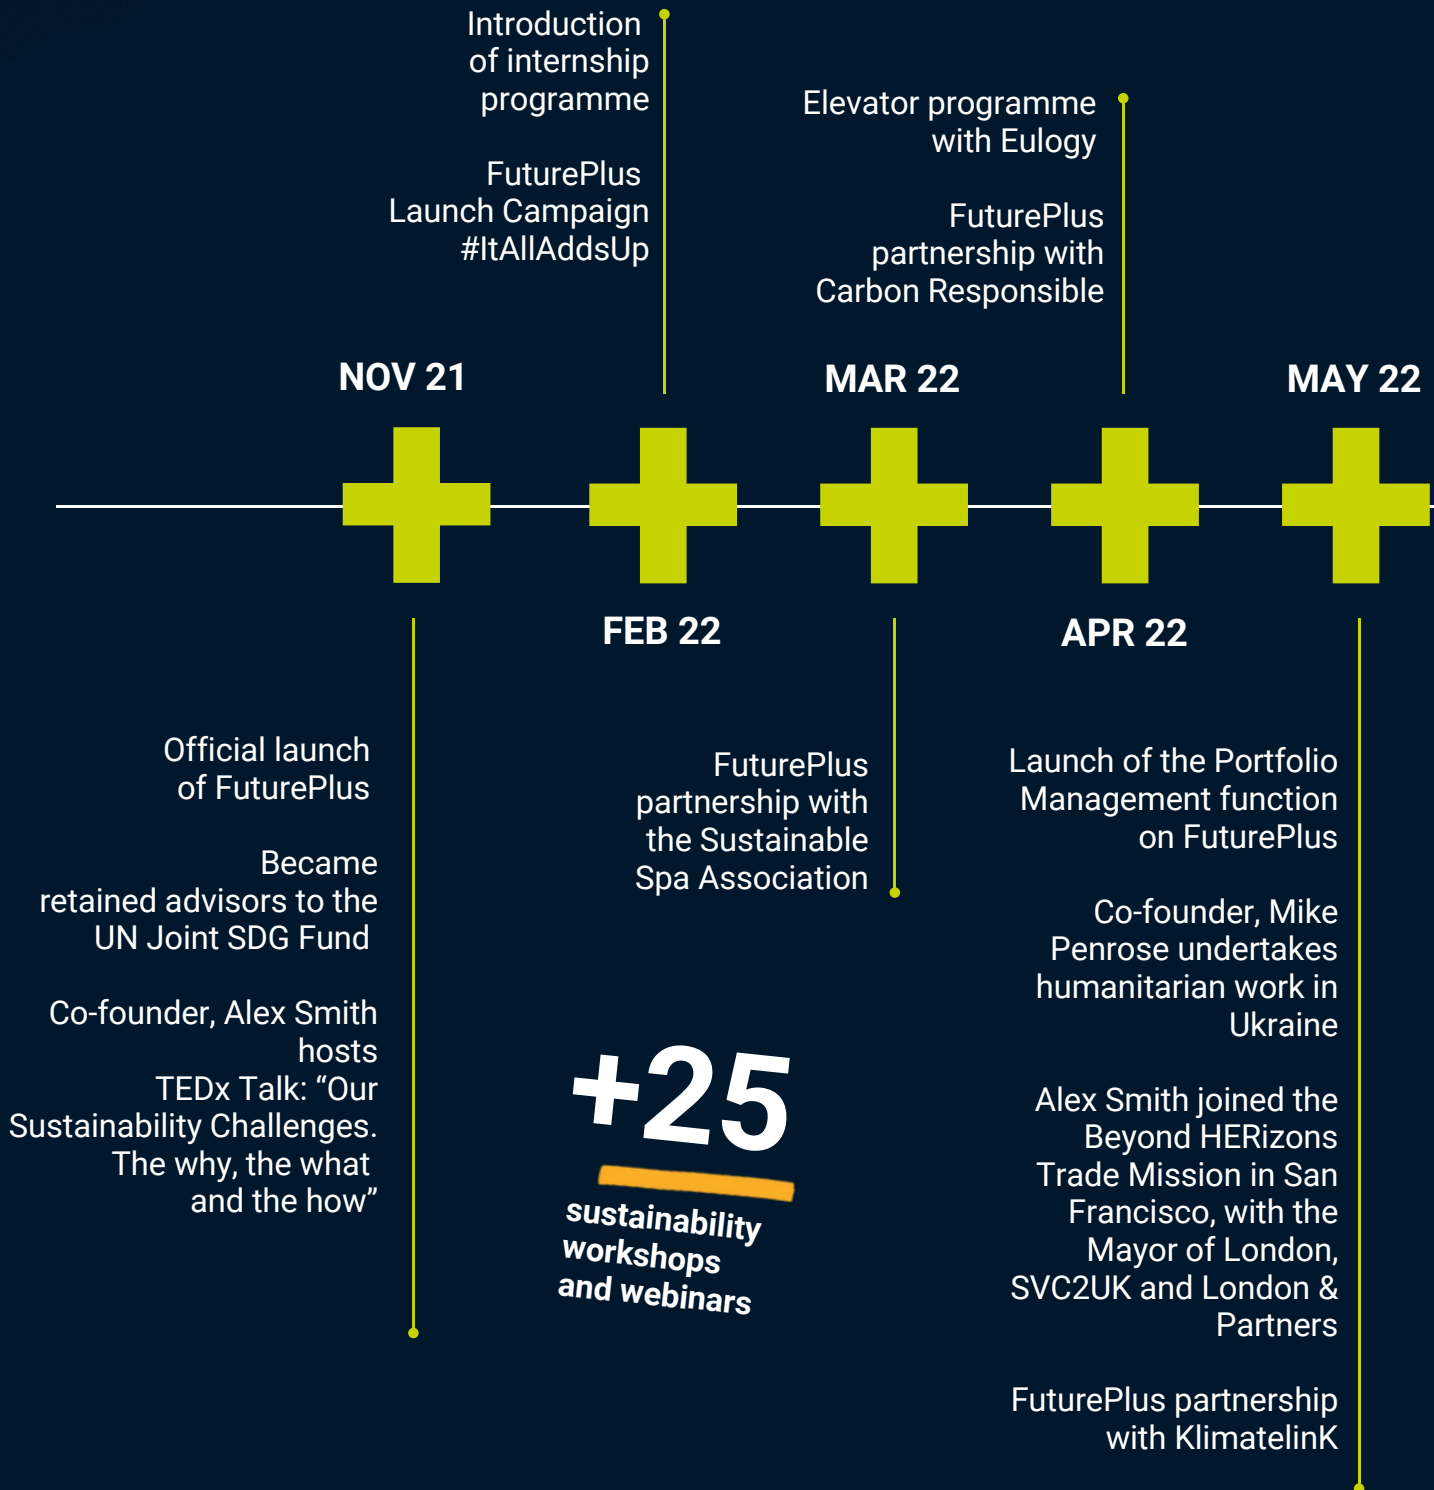 Introduction
of internship
programme
FuturePlus
Launch Campaign
#ItAllAddsUp
Elevator programme
with Eulogy
FuturePlus
partnership with
Carbon Responsible
NOV 21
MAR 22
MAY 22
FEB 22
APR 22
Official launch
of FuturePlus
Became
retained advisors to the
UN Joint SDG Fund
Co-founder, Alex Smith
hosts
TEDx Talk: “Our
Sustainability Challenges.
The why, the what
and the how”
FuturePlus
partnership with
the Sustainable
Spa Association
+25
sustainability
workshops
and webinars
Launch of the Portfolio
Management function
on FuturePlus
Co-founder, Mike
Penrose undertakes
humanitarian work in
Ukraine
Alex Smith joined the
Beyond HERizons
Trade Mission in San
Francisco, with the
Mayor of London,
SVC2UK and London &
Partners
FuturePlus partnership
with KlimatelinK